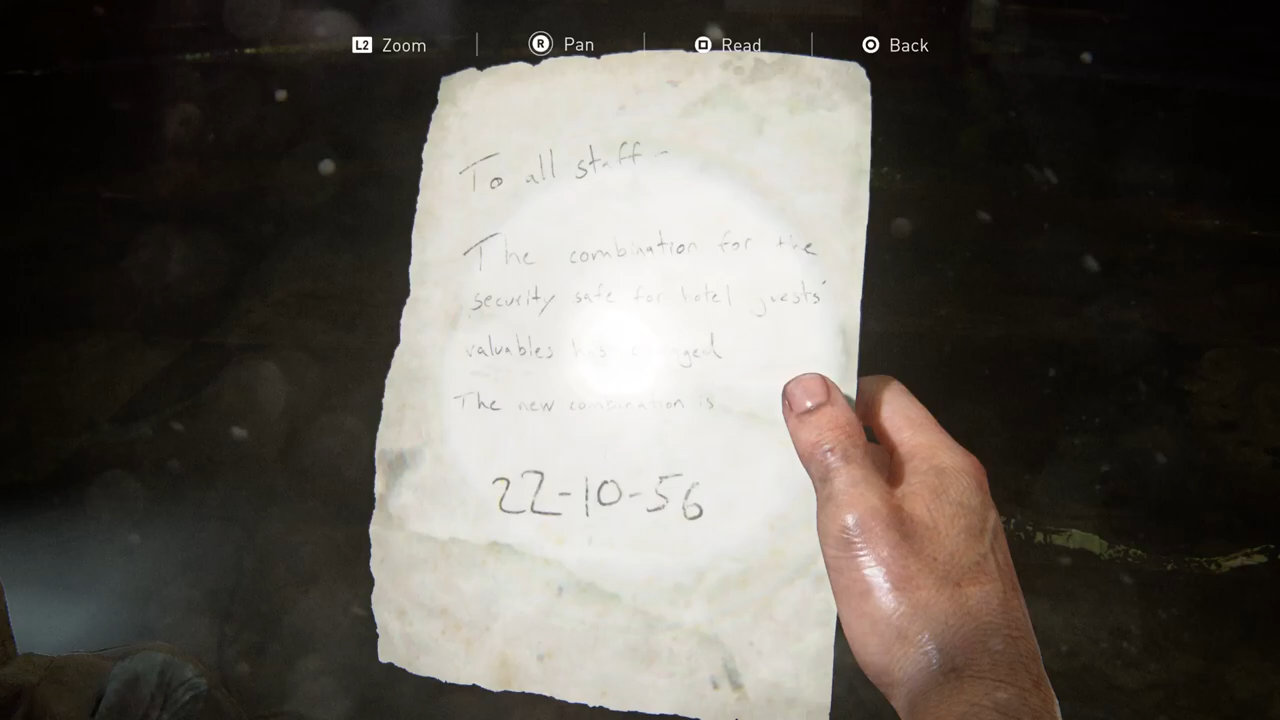 L2 Zoom R Pan Read Back
To all staff -
The combination for the
security safe for hotel guests'
valuables has changed
The new combination is
22-10-56